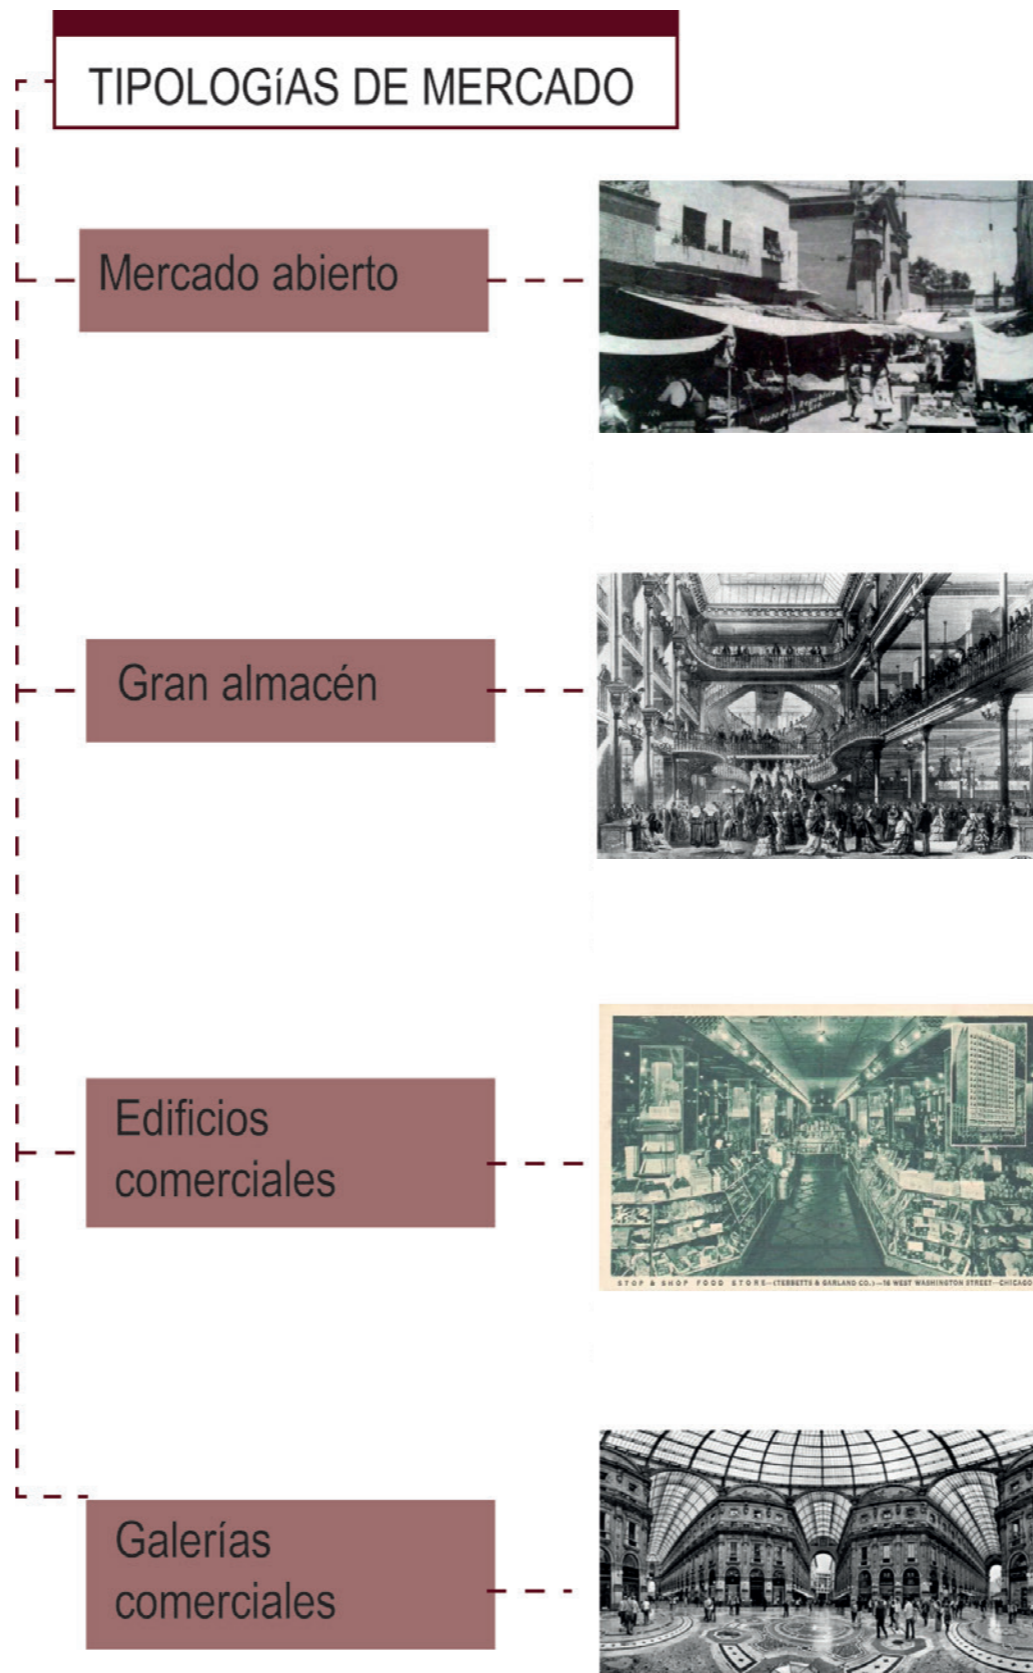 TIPOLOGíAS DE MERCADO
Mercado abierto
Gran almacén
Edificios
comerciales
STOP & SHOP FOOD STORE—(TEBBETTS & GARLAND CO.)—16 WEST WASHINGTON STREET—CHICAGO
Galerías
comerciales